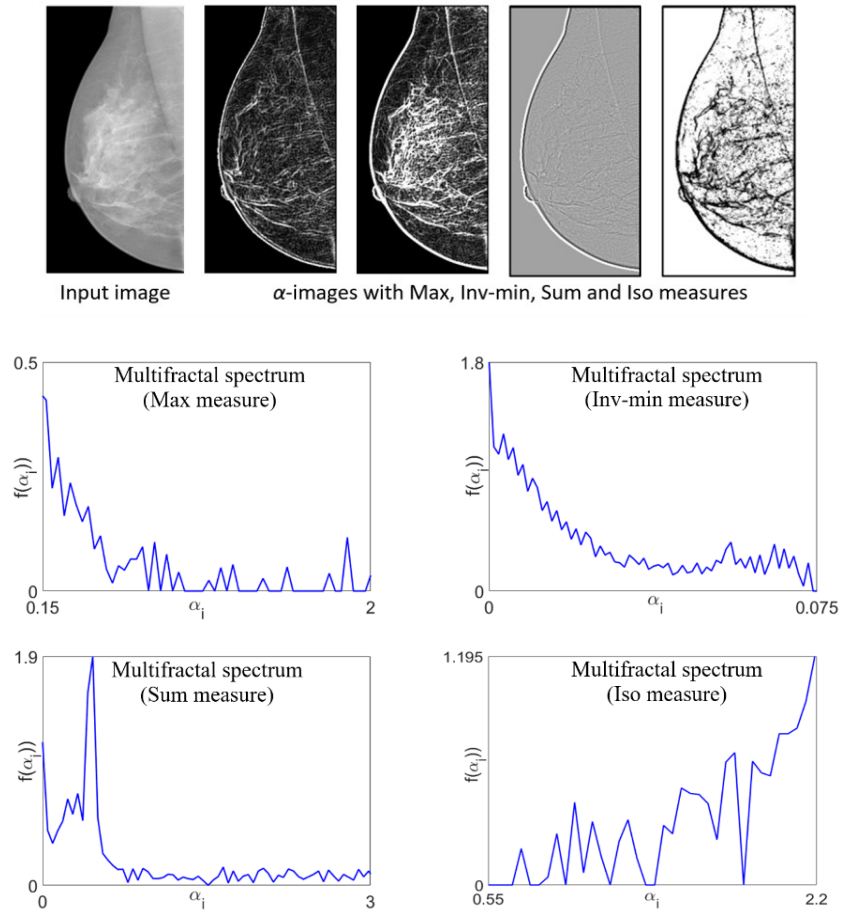 Input image
α-images with Max, Inv-min, Sum and Iso measures
0.5
Multifractal spectrum
(Max measure)
f(αi))
0
0.15
αi
2
1.8
Multifractal spectrum
(Inv-min measure)
f(αi))
0
0
αi
0.075
1.9
Multifractal spectrum
(Sum measure)
f(αi))
0
0
αi
3
1.195
Multifractal spectrum
(Iso measure)
f(αi))
0
0.55
αi
2.2